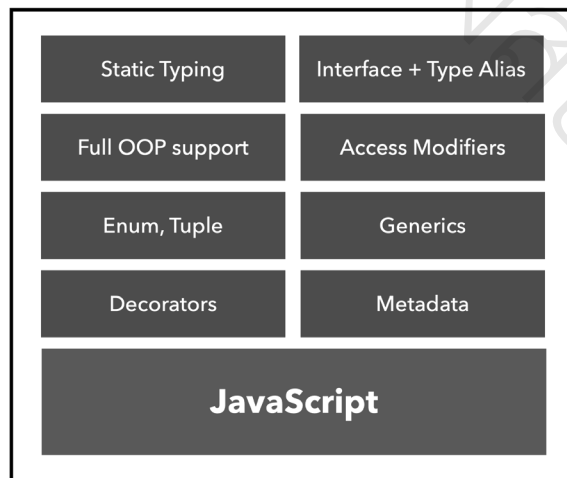 Static Typing
Interface + Type Alias
Full OOP support
Access Modifiers
Enum, Tuple
Generics
Decorators
Metadata
JavaScript